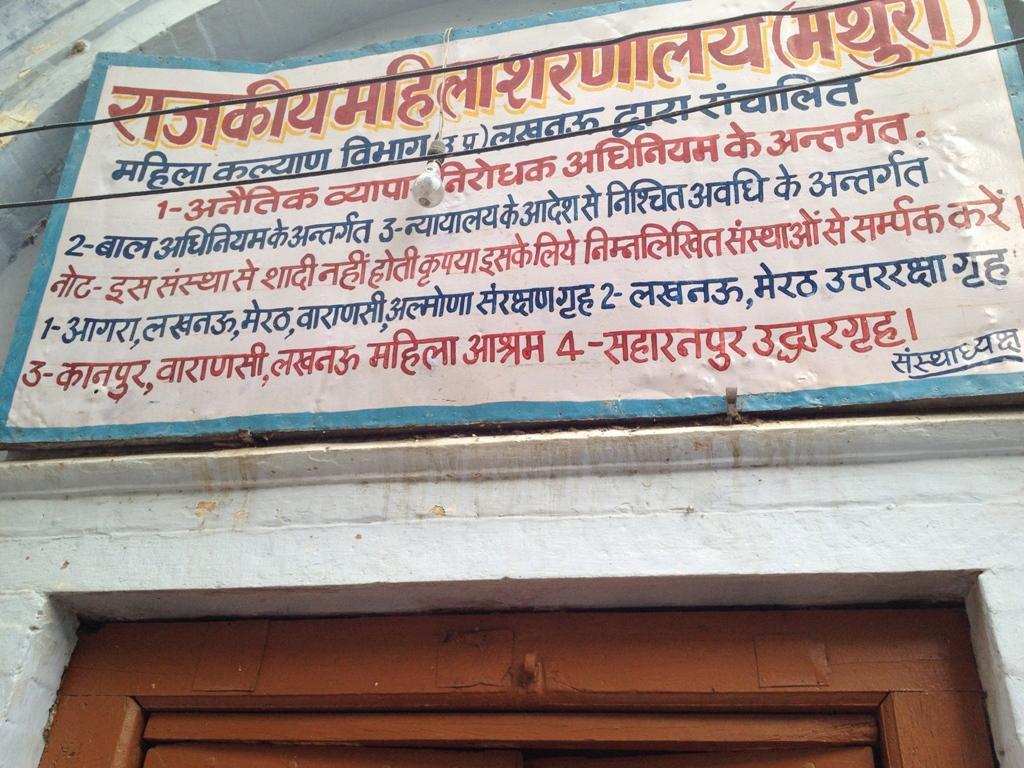 राजकीय महिला शरणालय (मथुरा)
महिला कल्याण विभाग उ प्र) लखनऊ द्वारा संचालित
1-अनैतिक व्यापार निरोधक अधिनियम के अन्तर्गत.
2-बाल अधिनियम के अन्तर्गत 3-न्यायालय के आदेश से निश्चित अवधि के अन्तर्गत
नोट- इस संस्था से शादी नहीं होती कृपया इसके लिये निम्नलिखित संस्थाओं से सर्म्पक करें।
1-आगरा,लखनऊ,मेरठ,वाराणसी,अल्मोणा संरक्षण गृह 2- लखनऊ,मेरठ उत्तररक्षा गृह
3-कानपुर,वाराणसी,लखनऊ महिला आश्रम 4-सहारनपुर उद्धारगृह।
संस्थाध्यक्ष